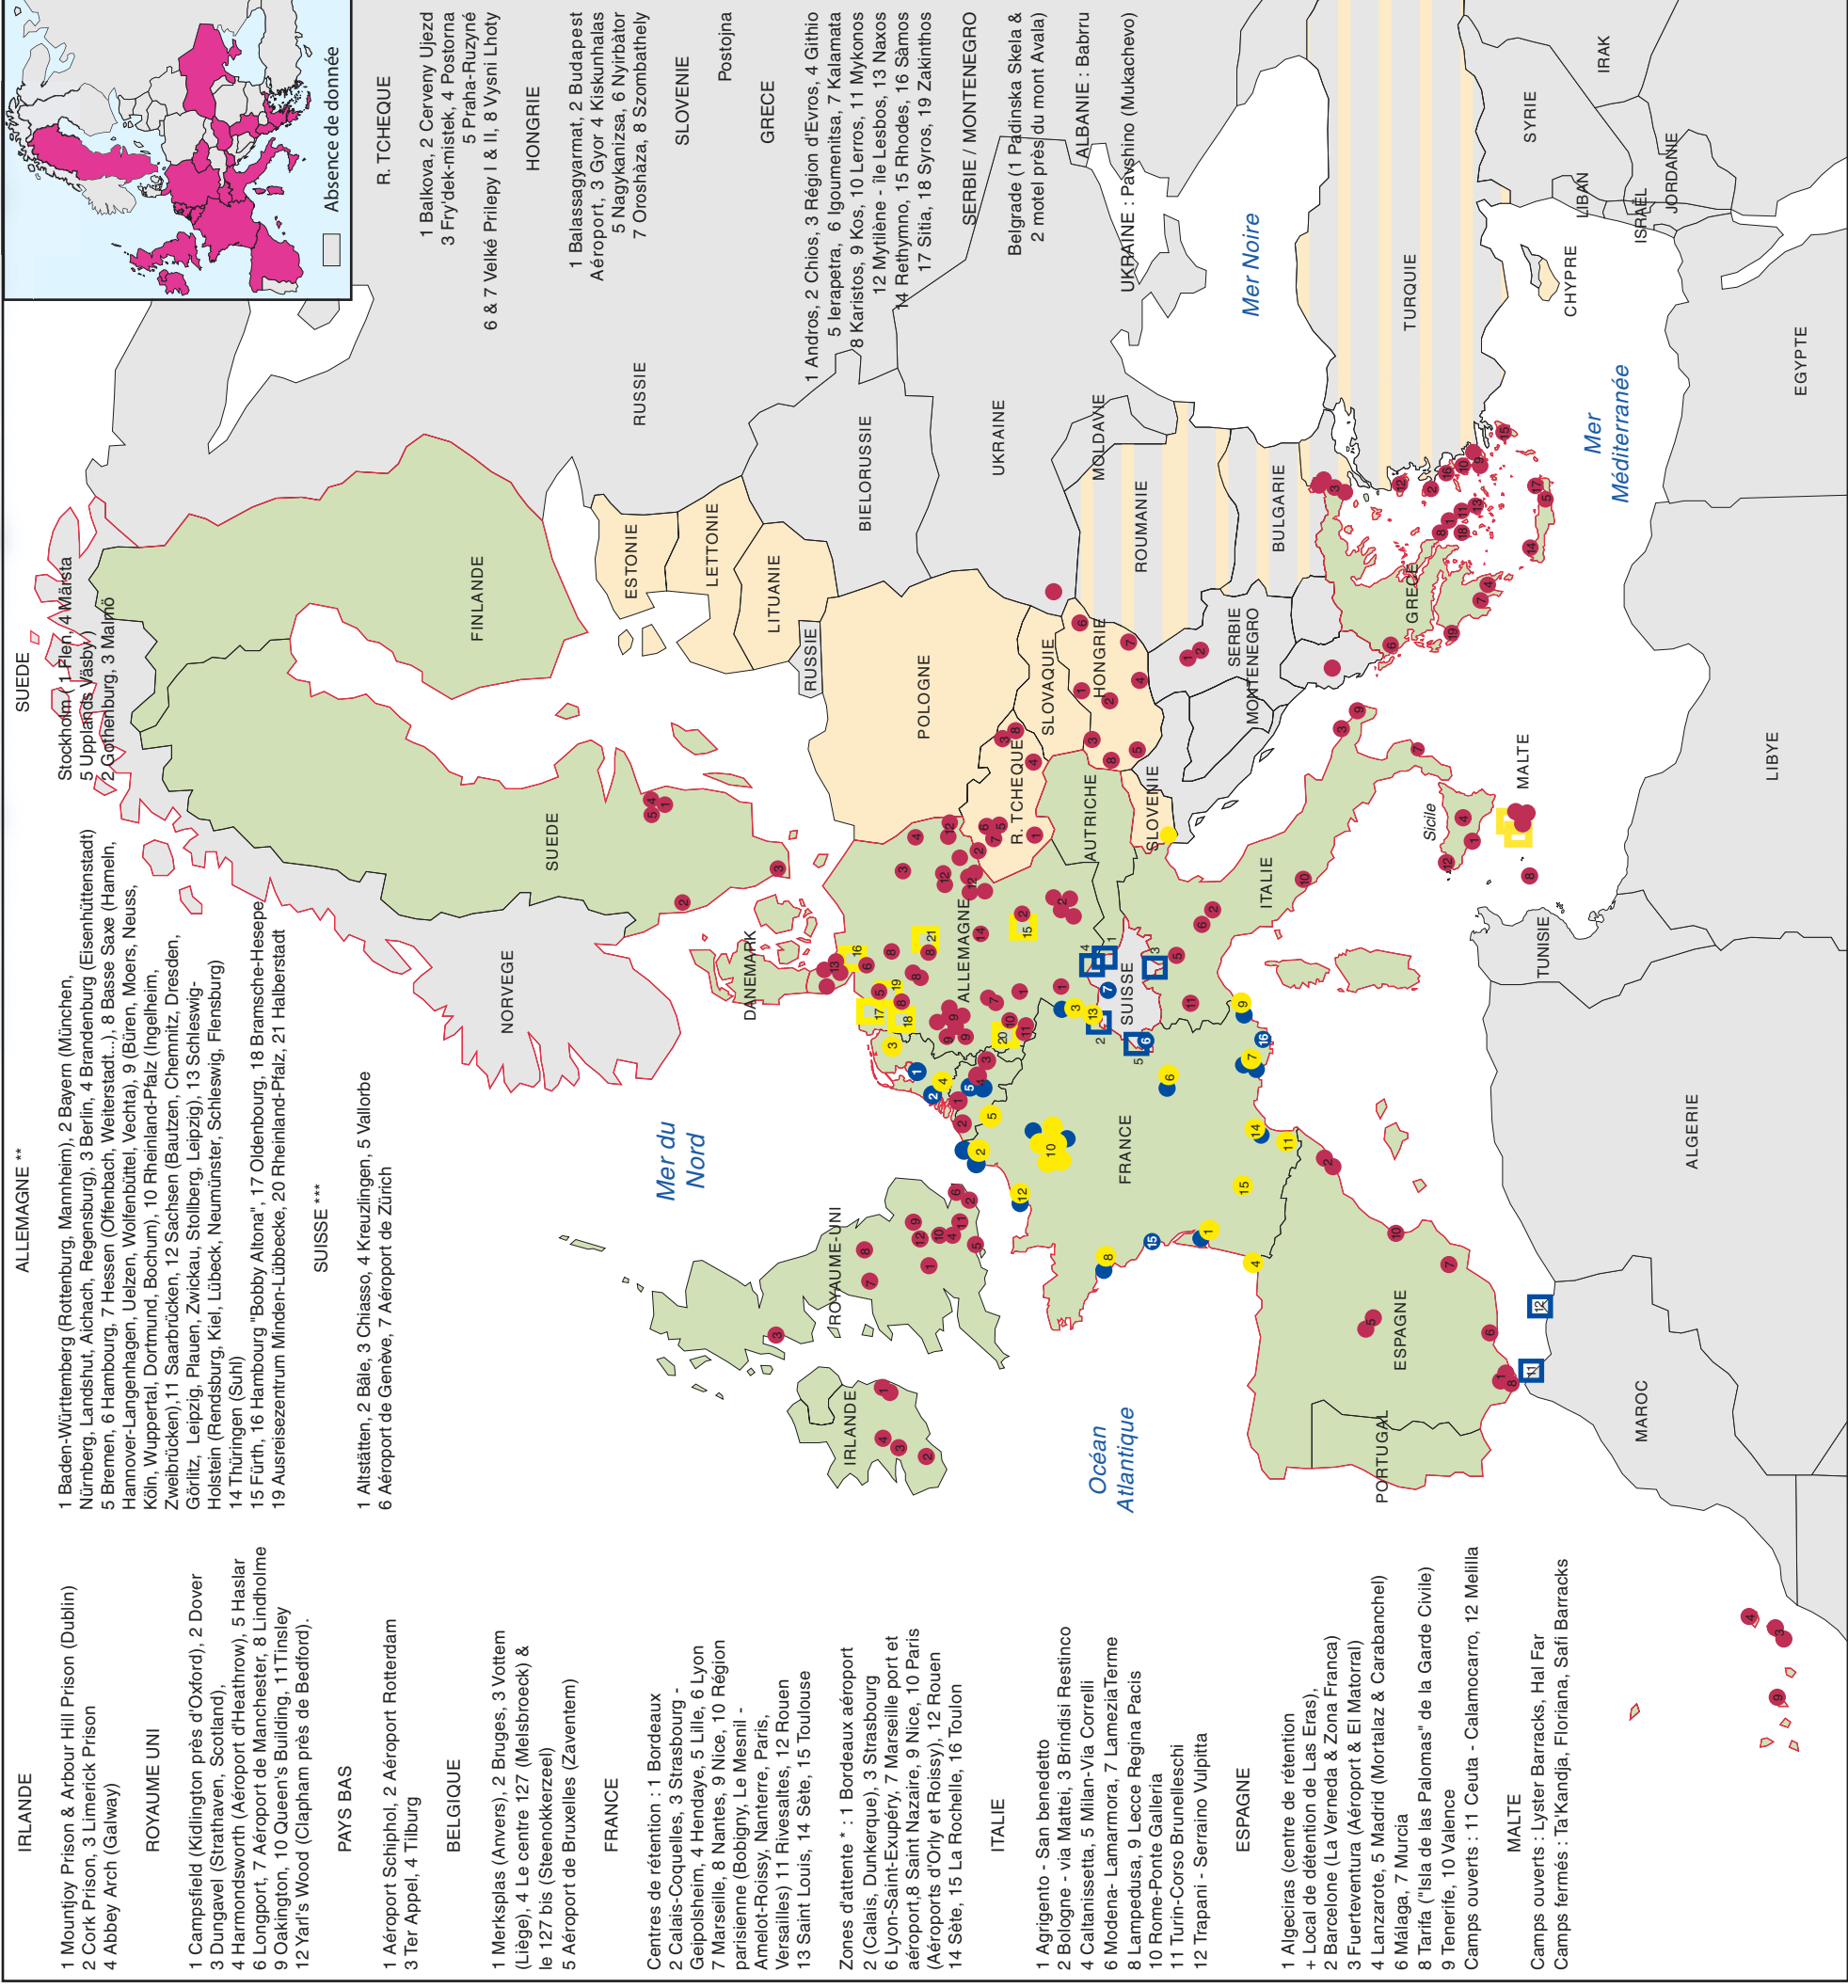 IRLANDE
1 Mountjoy Prison & Arbour Hill Prison (Dublin)
2 Cork Prison, 3 Limerick Prison
4 Abbey Arch (Galway)
ROYAUME UNI
1 Campsfield (Kidlington près d'Oxford), 2 Dover
3 Dungavel (Strathaven, Scotland),
4 Harmondsworth (Aéroport d'Heathrow), 5 Haslar
6 Longport, 7 Aéroport de Manchester, 8 Lindholme
9 Oakington, 10 Queen's Building, 11Tinsley
12 Yarl's Wood (Clapham près de Bedford).
PAYS BAS
1 Aéroport Schiphol, 2 Aéroport Rotterdam
3 Ter Appel, 4 Tilburg
BELGIQUE
1 Merksplas (Anvers), 2 Bruges, 3 Vottem
(Liège), 4 Le centre 127 (Melsbroeck) &
le 127 bis (Steenokkerzeel)
5 Aéroport de Bruxelles (Zaventem)
FRANCE
Centres de rétention : 1 Bordeaux
2 Calais-Coquelles, 3 Strasbourg -
Geipolsheim, 4 Hendaye, 5 Lille, 6 Lyon
7 Marseille, 8 Nantes, 9 Nice, 10 Région
parisienne (Bobigny, Le Mesnil -
Amelot-Roissy, Nanterre, Paris,
Versailles) 11 Rivesaltes, 12 Rouen
13 Saint Louis, 14 Sète, 15 Toulouse
Zones d'attente * : 1 Bordeaux aéroport
2 (Calais, Dunkerque), 3 Strasbourg
6 Lyon-Saint-Exupéry, 7 Marseille port et
aéroport,8 Saint Nazaire, 9 Nice, 10 Paris
(Aéroports d'Orly et Roissy), 12 Rouen
14 Sète, 15 La Rochelle, 16 Toulon
ITALIE
1 Agrigento - San benedetto
2 Bologne - via Mattei, 3 Brindisi Restinco
4 Caltanissetta, 5 Milan-Via Correlli
6 Modena- Lamarmora, 7 LameziaTerme
8 Lampedusa, 9 Lecce Regina Pacis
10 Rome-Ponte Galleria
11 Turin-Corso Brunelleschi
12 Trapani - Serraino Vulpitta
ESPAGNE
1 Algeciras (centre de rétention
+ Local de détention de Las Eras),
2 Barcelone (La Verneda & Zona Franca)
3 Fuerteventura (Aéroport & El Matorral)
4 Lanzarote, 5 Madrid (Mortalaz & Carabanchel)
6 Málaga, 7 Murcia
8 Tarifa ("Isla de las Palomas" de la Garde Civile)
9 Tenerife, 10 Valence
Camps ouverts : 11 Ceuta - Calamocarro, 12 Melilla
MALTE
Camps ouverts : Lyster Barracks, Hal Far
Camps fermés : Ta'Kandja, Floriana, Safi Barracks
ALLEMAGNE **
1 Baden-Württemberg (Rottenburg, Mannheim), 2 Bayern (München,
Nürnberg, Landshut, Aichach, Regensburg), 3 Berlin, 4 Brandenburg (Eisenhüttenstadt)
5 Bremen, 6 Hambourg, 7 Hessen (Offenbach, Weiterstadt...), 8 Basse Saxe (Hameln,
Hannover-Langenhagen, Uelzen, Wolfenbüttel, Vechta), 9 (Büren, Moers, Neuss,
Köln, Wuppertal, Dortmund, Bochum), 10 Rheinland-Pfalz (Ingelheim,
Zweibrücken),11 Saarbrücken, 12 Sachsen (Bautzen, Chemnitz, Dresden,
Görlitz, Leipzig, Plauen, Zwickau, Stollberg, Leipzig), 13 Schleswig-
Holstein (Rendsburg, Kiel, Lübeck, Neumünster, Schleswig, Flensburg)
14 Thüringen (Suhl)
15 Fürth, 16 Hambourg "Bobby Altona", 17 Oldenbourg, 18 Bramsche-Hesepe
19 Ausreisezentrum Minden-Lübbecke, 20 Rheinland-Pfalz, 21 Halberstadt
SUISSE ***
1 Altstätten, 2 Bâle, 3 Chiasso, 4 Kreuzlingen, 5 Vallorbe
6 Aéroport de Genève, 7 Aéroport de Zürich
SUEDE
Stockholm ( 1 Flen, 4 Märsta
5 Upplands Väsby )
2 Gothenburg, 3 Malmö
Absence de donnée
R. TCHEQUE
1 Balkova, 2 Cerveny Ujezd
3 Fry'dek-mistek, 4 Postorna
5 Praha-Ruzyné
6 & 7 Velké Prilepy I & II, 8 Vysni Lhoty
HONGRIE
1 Balassagyarmat, 2 Budapest
Aéroport, 3 Gyor 4 Kiskunhalas
5 Nagykanizsa, 6 Nyirbàtor
7 Oroshàza, 8 Szombathely
SLOVENIE
Postojna
GRECE
1 Andros, 2 Chios, 3 Région d'Evros, 4 Githio
5 Ierapetra, 6 Igoumenitsa, 7 Kalamata
8 Karistos, 9 Kos, 10 Lerros, 11 Mykonos
12 Mytilène - île Lesbos, 13 Naxos
14 Rethymno, 15 Rhodes, 16 Sàmos
17 Sitia, 18 Syros, 19 Zakinthos
SERBIE / MONTENEGRO
Belgrade (1 Padinska Skela &
2 motel près du mont Avala)
ALBANIE : Babrru
UKRAINE : Pavshino (Mukachevo)
NORVEGE
SUEDE
FINLANDE
RUSSIE
ESTONIE
LETTONIE
LITUANIE
RUSSIE
BIELORUSSIE
POLOGNE
UKRAINE
DANEMARK
ALLEMAGNE
R. TCHEQUE
SLOVAQUIE
HONGRIE
AUTRICHE
SLOVENIE
SUISSE
MOLDAVIE
ROUMANIE
BULGARIE
SERBIE
MONTENEGRO
MONTENEGRO
GRECE
TURQUIE
CHYPRE
SYRIE
IRAK
LIBAN
ISRAËL
JORDANIE
EGYPTE
LIBYE
TUNISIE
ALGERIE
MAROC
MALTE
Sicile
ITALIE
FRANCE
ESPAGNE
PORTUGAL
IRLANDE
ROYAUME-UNI
Mer du
Nord
Océan
Atlantique
Mer Noire
Mer
Méditerranée